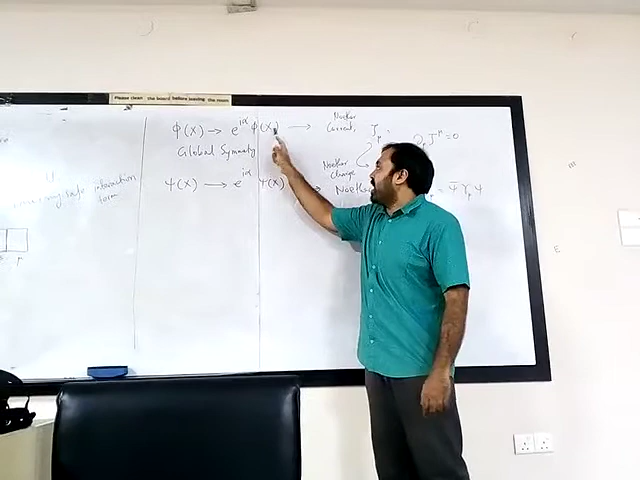 Please clean the board before leaving the room
ϕ(x) → e^{iα} ϕ(x) → Noether Current, J_μ ∂_μ J^μ = 0
Global Symmetry
Noether charge
ψ(x) → e^{iα} ψ(x) → Noeth
ψ̄ γ_μ ψ
interaction
term